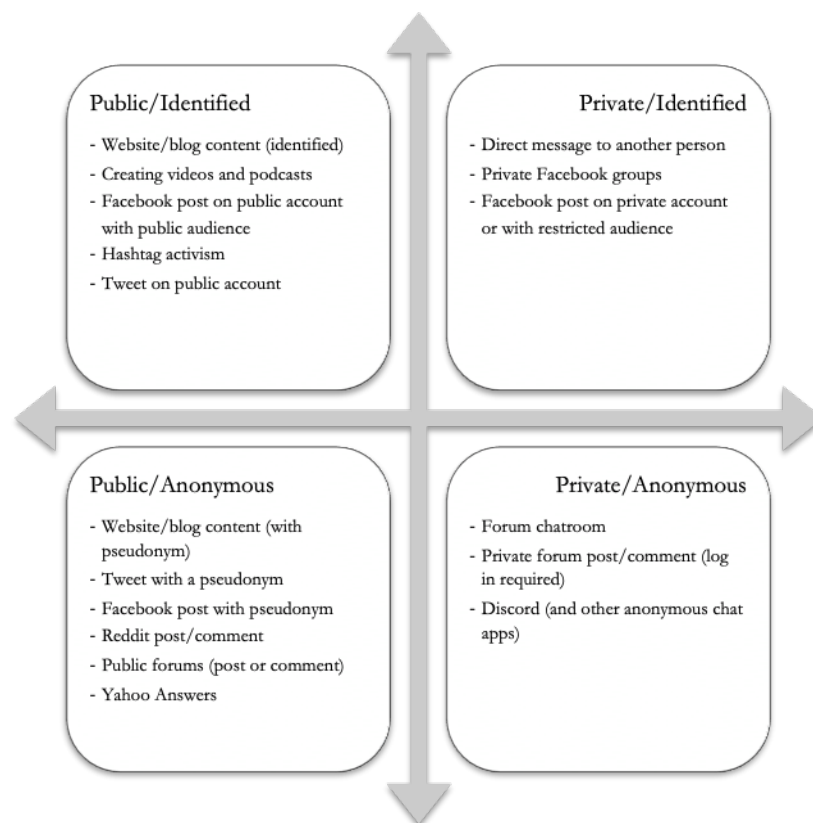 Public/Identified
- Website/blog content (identified)
- Creating videos and podcasts
- Facebook post on public account
with public audience
- Hashtag activism
- Tweet on public account
Private/Identified
- Direct message to another person
- Private Facebook groups
- Facebook post on private account
or with restricted audience
Public/Anonymous
- Website/blog content (with
pseudonym)
- Tweet with a pseudonym
- Facebook post with pseudonym
- Reddit post/comment
- Public forums (post or comment)
- Yahoo Answers
Private/Anonymous
- Forum chatroom
- Private forum post/comment (log
in required)
- Discord (and other anonymous chat
apps)